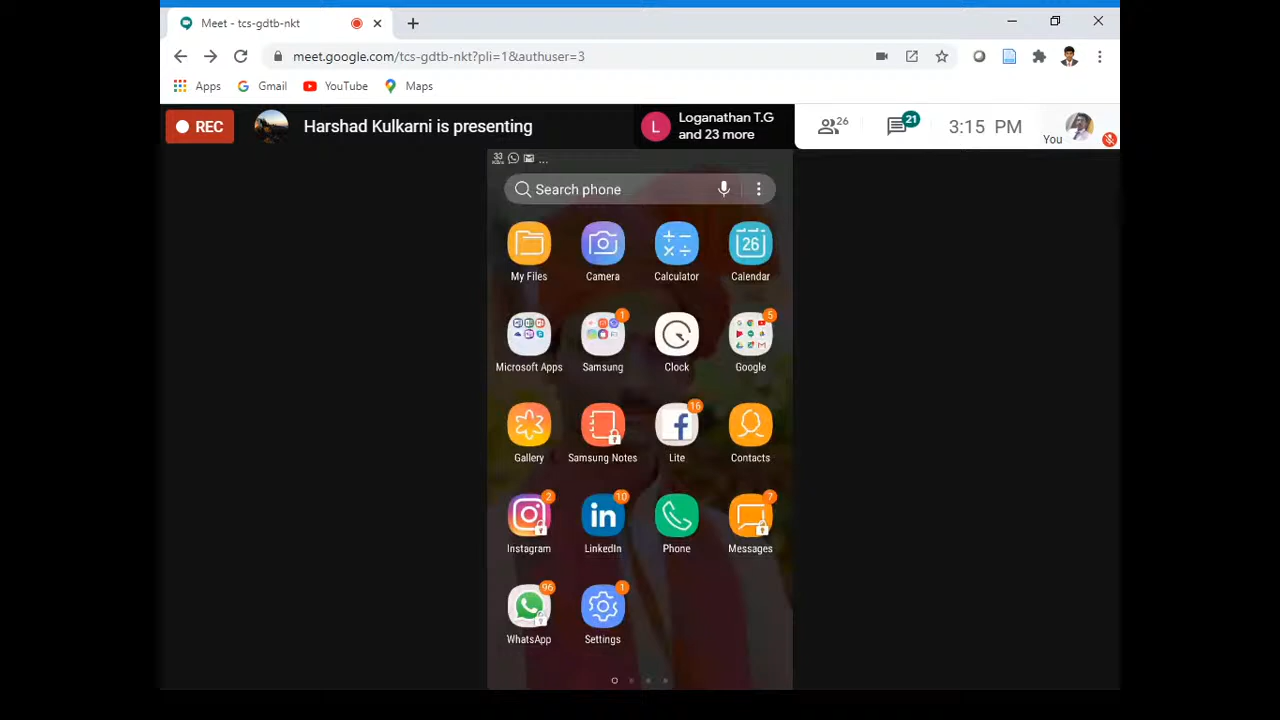 Meet - tcs-gdtb-nkt
meet.google.com/tcs-gdtb-nkt?pli=1&authuser=3
Apps Gmail YouTube Maps
REC
Harshad Kulkarni is presenting
L
Loganathan T.G
and 23 more
26
21
3:15 PM
You
33
...
Search phone
26
My Files Camera Calculator Calendar
1 5
Microsoft Apps Samsung Clock Google
16
Gallery Samsung Notes Lite Contacts
2 10 7
Instagram LinkedIn Phone Messages
96 1
WhatsApp Settings